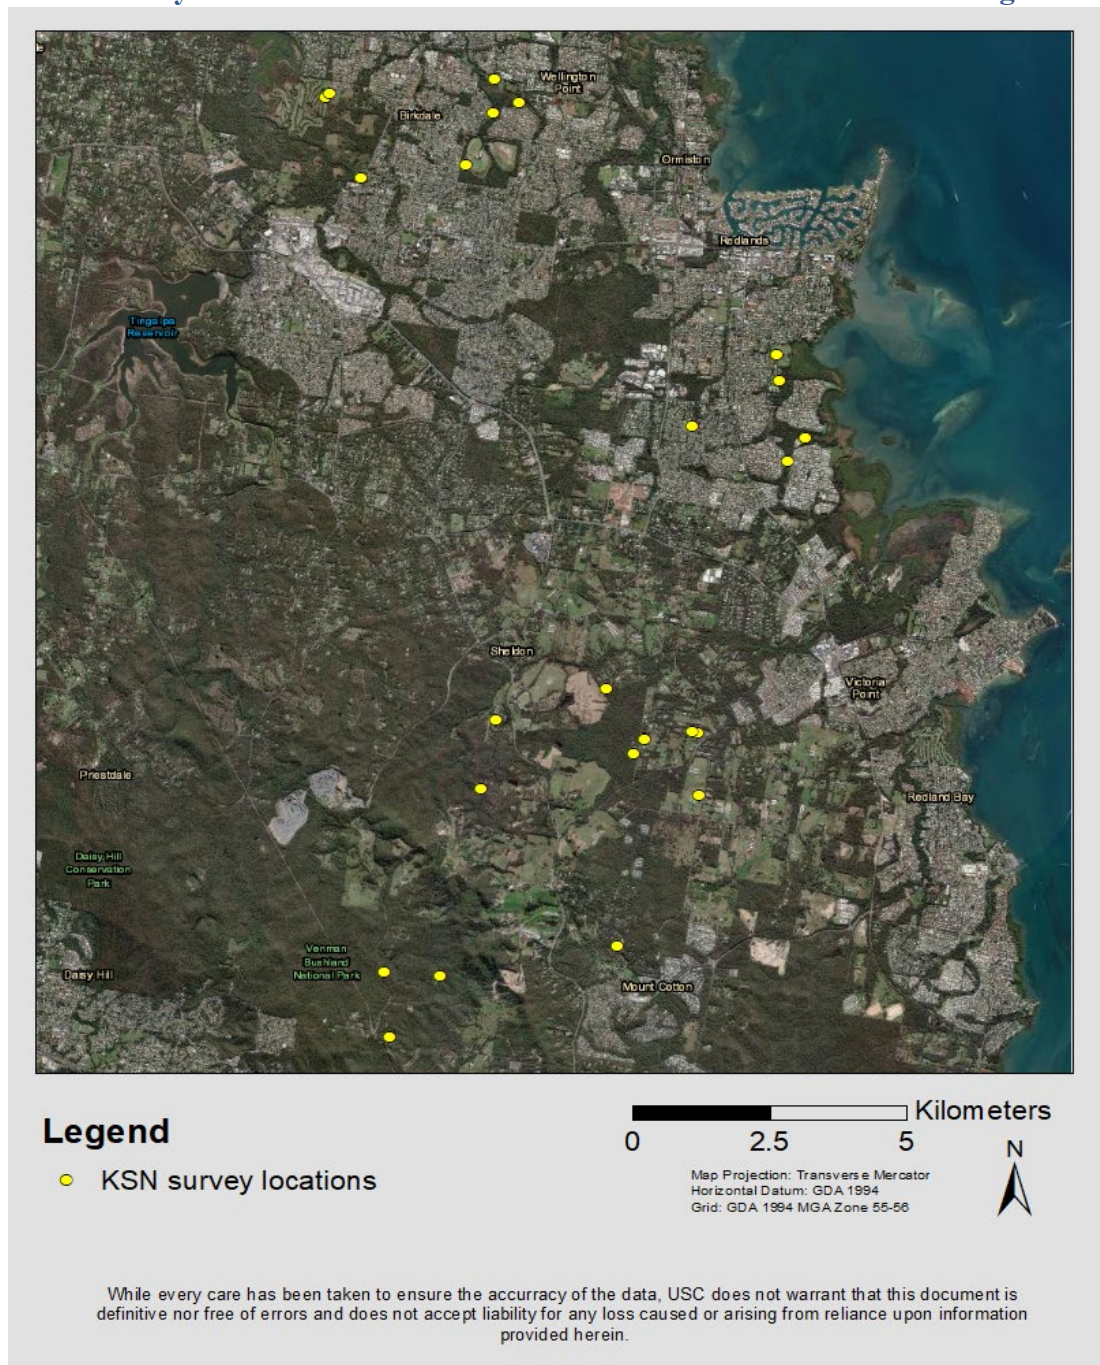 le
Wellington
Point
Birkdale
Ormiston
Redlands
Tingalpa
Reservoir
Sheldon
Victoria
Point
Priestdale
Redland Bay
Daisy Hill
Conservation
Park
Venman
Bushland
National Park
Daisy Hill
Mount Cotton
Legend
KSN survey locations
Kilometers
0 2.5 5
N
Map Projection: Transverse Mercator
Horizontal Datum: GDA 1994
Grid: GDA 1994 MGA Zone 55-56
While every care has been taken to ensure the accurracy of the data, USC does not warrant that this document is
definitive nor free of errors and does not accept liability for any loss caused or arising from reliance upon information
provided herein.